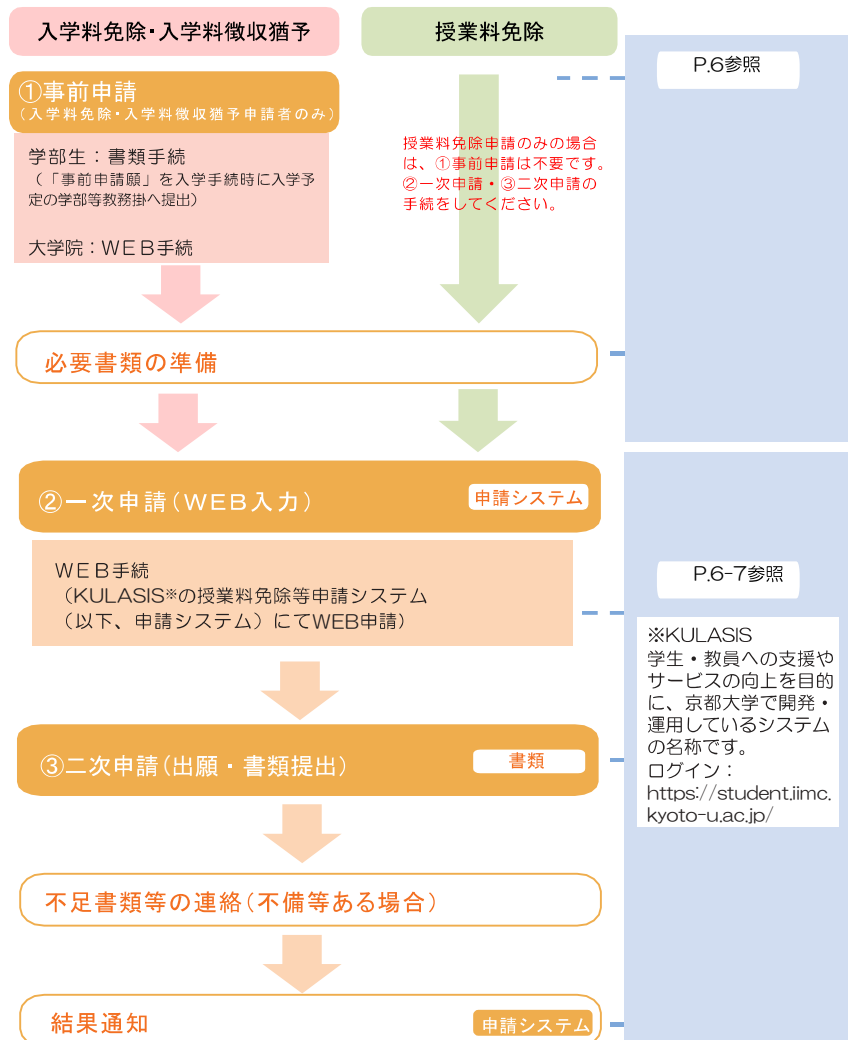 入学料免除・入学料徴収猶予
授業料免除
P.6参照
①事前申請
(入学料免除・入学料徴収猶予申請者のみ)
学部生：書類手続
（「事前申請願」を入学手続時に入学予
定の学部等教務掛へ提出）
大学院：ＷＥＢ手続
授業料免除申請のみの場合
は、①事前申請は不要です。
②一次申請・③二次申請の
手続をしてください。
必要書類の準備
②一次申請(WEB入力)
申請システム
ＷＥＢ手続
（KULASIS※の授業料免除等申請システム
（以下、申請システム）にてWEB申請）
P.6-7参照
※KULASIS
学生・教員への支援や
サービスの向上を目的
に、京都大学で開発・
運用しているシステム
の名称です。
ログイン：
https://student.iimc.
kyoto-u.ac.jp/
③二次申請(出願・書類提出)
書類
不足書類等の連絡(不備等ある場合)
結果通知
申請システム